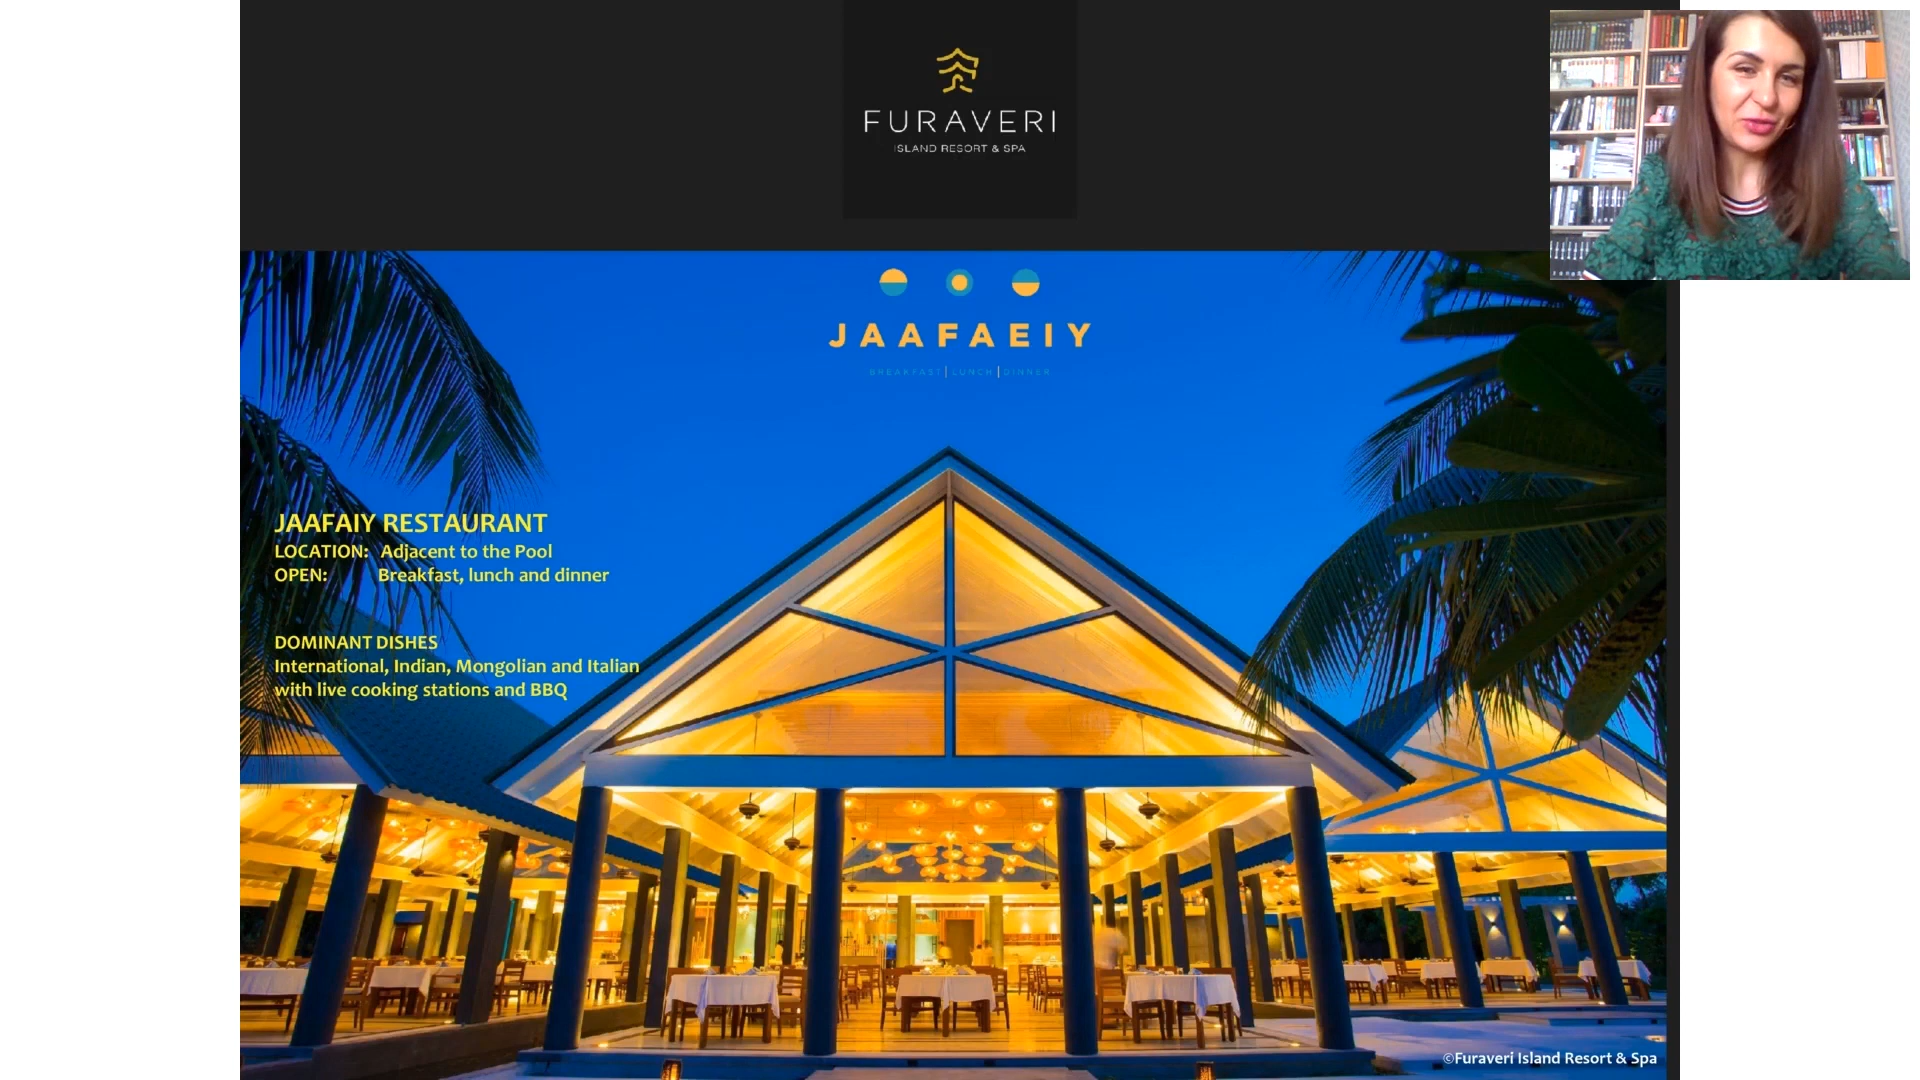 FURAVERI
ISLAND RESORT & SPA
JAAFAEIY
BREAKFAST | LUNCH | DINNER
JAAFAIY RESTAURANT
LOCATION: Adjacent to the Pool
OPEN: Breakfast, lunch and dinner
DOMINANT DISHES
International, Indian, Mongolian and Italian
with live cooking stations and BBQ
©Furaveri Island Resort & Spa